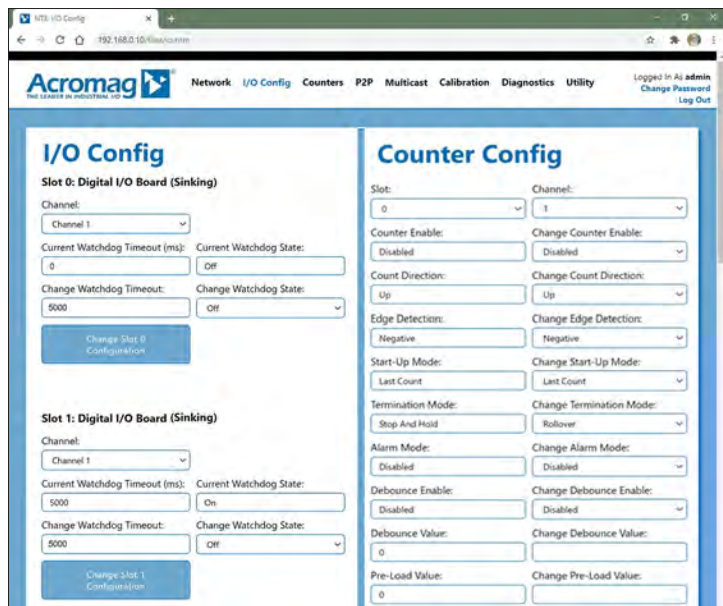 NTE: I/O Config
192.168.0.10/
Acromag
THE LEADER IN INDUSTRIAL I/O
Network I/O Config Counters P2P Multicast Calibration Diagnostics Utility
Logged In As admin
Change Password
Log Out
I/O Config
Slot 0: Digital I/O Board (Sinking)
Channel:
Channel 1
Current Watchdog Timeout (ms): Current Watchdog State:
0 Off
Change Watchdog Timeout: Change Watchdog State:
5000 Off
Change Slot 0
Configuration
Slot 1: Digital I/O Board (Sinking)
Channel:
Channel 1
Current Watchdog Timeout (ms): Current Watchdog State:
5000 On
Change Watchdog Timeout: Change Watchdog State:
5000 Off
Change Slot 1
Configuration
Counter Config
Slot: Channel:
0 1
Counter Enable: Change Counter Enable:
Disabled Disabled
Count Direction: Change Count Direction:
Up Up
Edge Detection: Change Edge Detection:
Negative Negative
Start-Up Mode: Change Start-Up Mode:
Last Count Last Count
Termination Mode: Change Termination Mode:
Stop And Hold Rollover
Alarm Mode: Change Alarm Mode:
Disabled Disabled
Debounce Enable: Change Debounce Enable:
Disabled Disabled
Debounce Value: Change Debounce Value:
0
Pre-Load Value: Change Pre-Load Value:
0